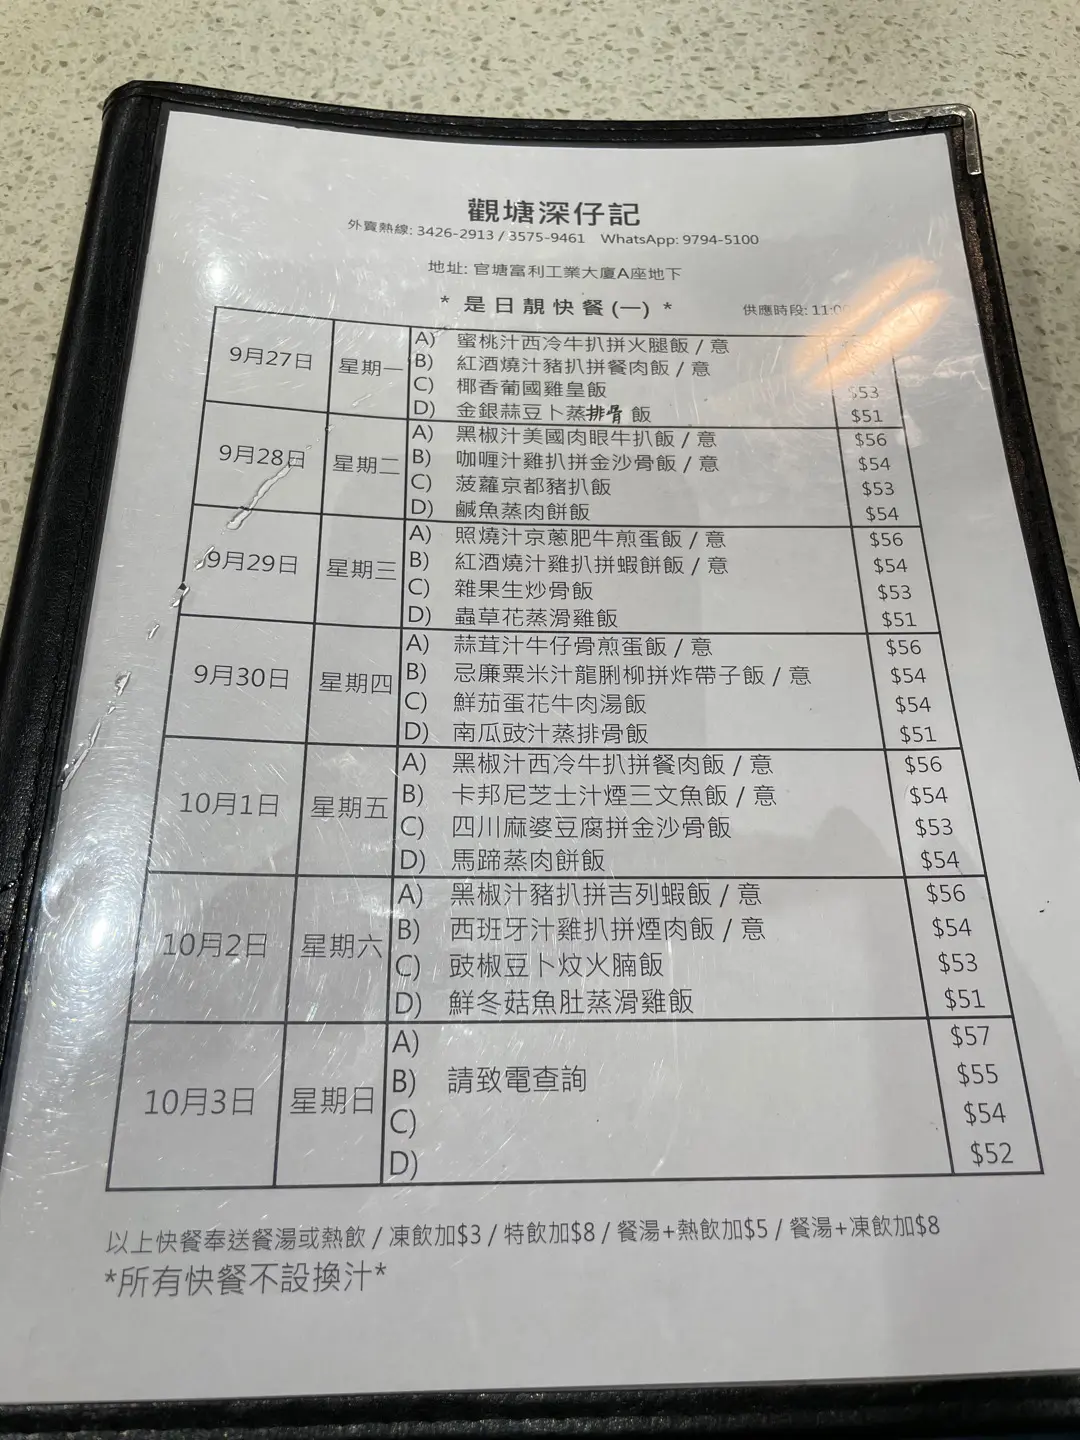 觀塘深仔記
外賣熱線: 3426-2913 / 3575-9461 WhatsApp: 9794-5100
地址: 官塘富利工業大廈A座地下
* 是日靚快餐 (一) *
供應時段: 11:0
9月27日 星期一
A) 蜜桃汁西冷牛扒拼火腿飯 / 意
B) 紅酒燒汁豬扒拼餐肉飯 / 意
C) 椰香葡國雞皇飯 $53
D) 金銀蒜豆卜蒸排骨飯 $51
9月28日 星期二
A) 黑椒汁美國肉眼牛扒飯 / 意 $56
B) 咖喱汁雞扒拼金沙骨飯 / 意 $54
C) 菠蘿京都豬扒飯 $53
D) 鹹魚蒸肉餅飯 $54
9月29日 星期三
A) 照燒汁京蔥肥牛煎蛋飯 / 意 $56
B) 紅酒燒汁雞扒拼蝦餅飯 / 意 $54
C) 雜果生炒骨飯 $53
D) 蟲草花蒸滑雞飯 $51
9月30日 星期四
A) 蒜茸汁牛仔骨煎蛋飯 / 意 $56
B) 忌廉粟米汁龍脷柳拼炸帶子飯 / 意 $54
C) 鮮茄蛋花牛肉湯飯 $54
D) 南瓜豉汁蒸排骨飯 $51
10月1日 星期五
A) 黑椒汁西冷牛扒拼餐肉飯 / 意 $56
B) 卡邦尼芝士汁煙三文魚飯 / 意 $54
C) 四川麻婆豆腐拼金沙骨飯 $53
D) 馬蹄蒸肉餅飯 $54
10月2日 星期六
A) 黑椒汁豬扒拼吉列蝦飯 / 意 $56
B) 西班牙汁雞扒拼煙肉飯 / 意 $54
C) 豉椒豆卜炆火腩飯 $53
D) 鮮冬菇魚肚蒸滑雞飯 $51
10月3日 星期日
A) $57
B) 請致電查詢 $55
C) $54
D) $52
以上快餐奉送餐湯或熱飲 / 凍飲加$3 / 特飲加$8 / 餐湯+熱飲加$5 / 餐湯+凍飲加$8
*所有快餐不設換汁*